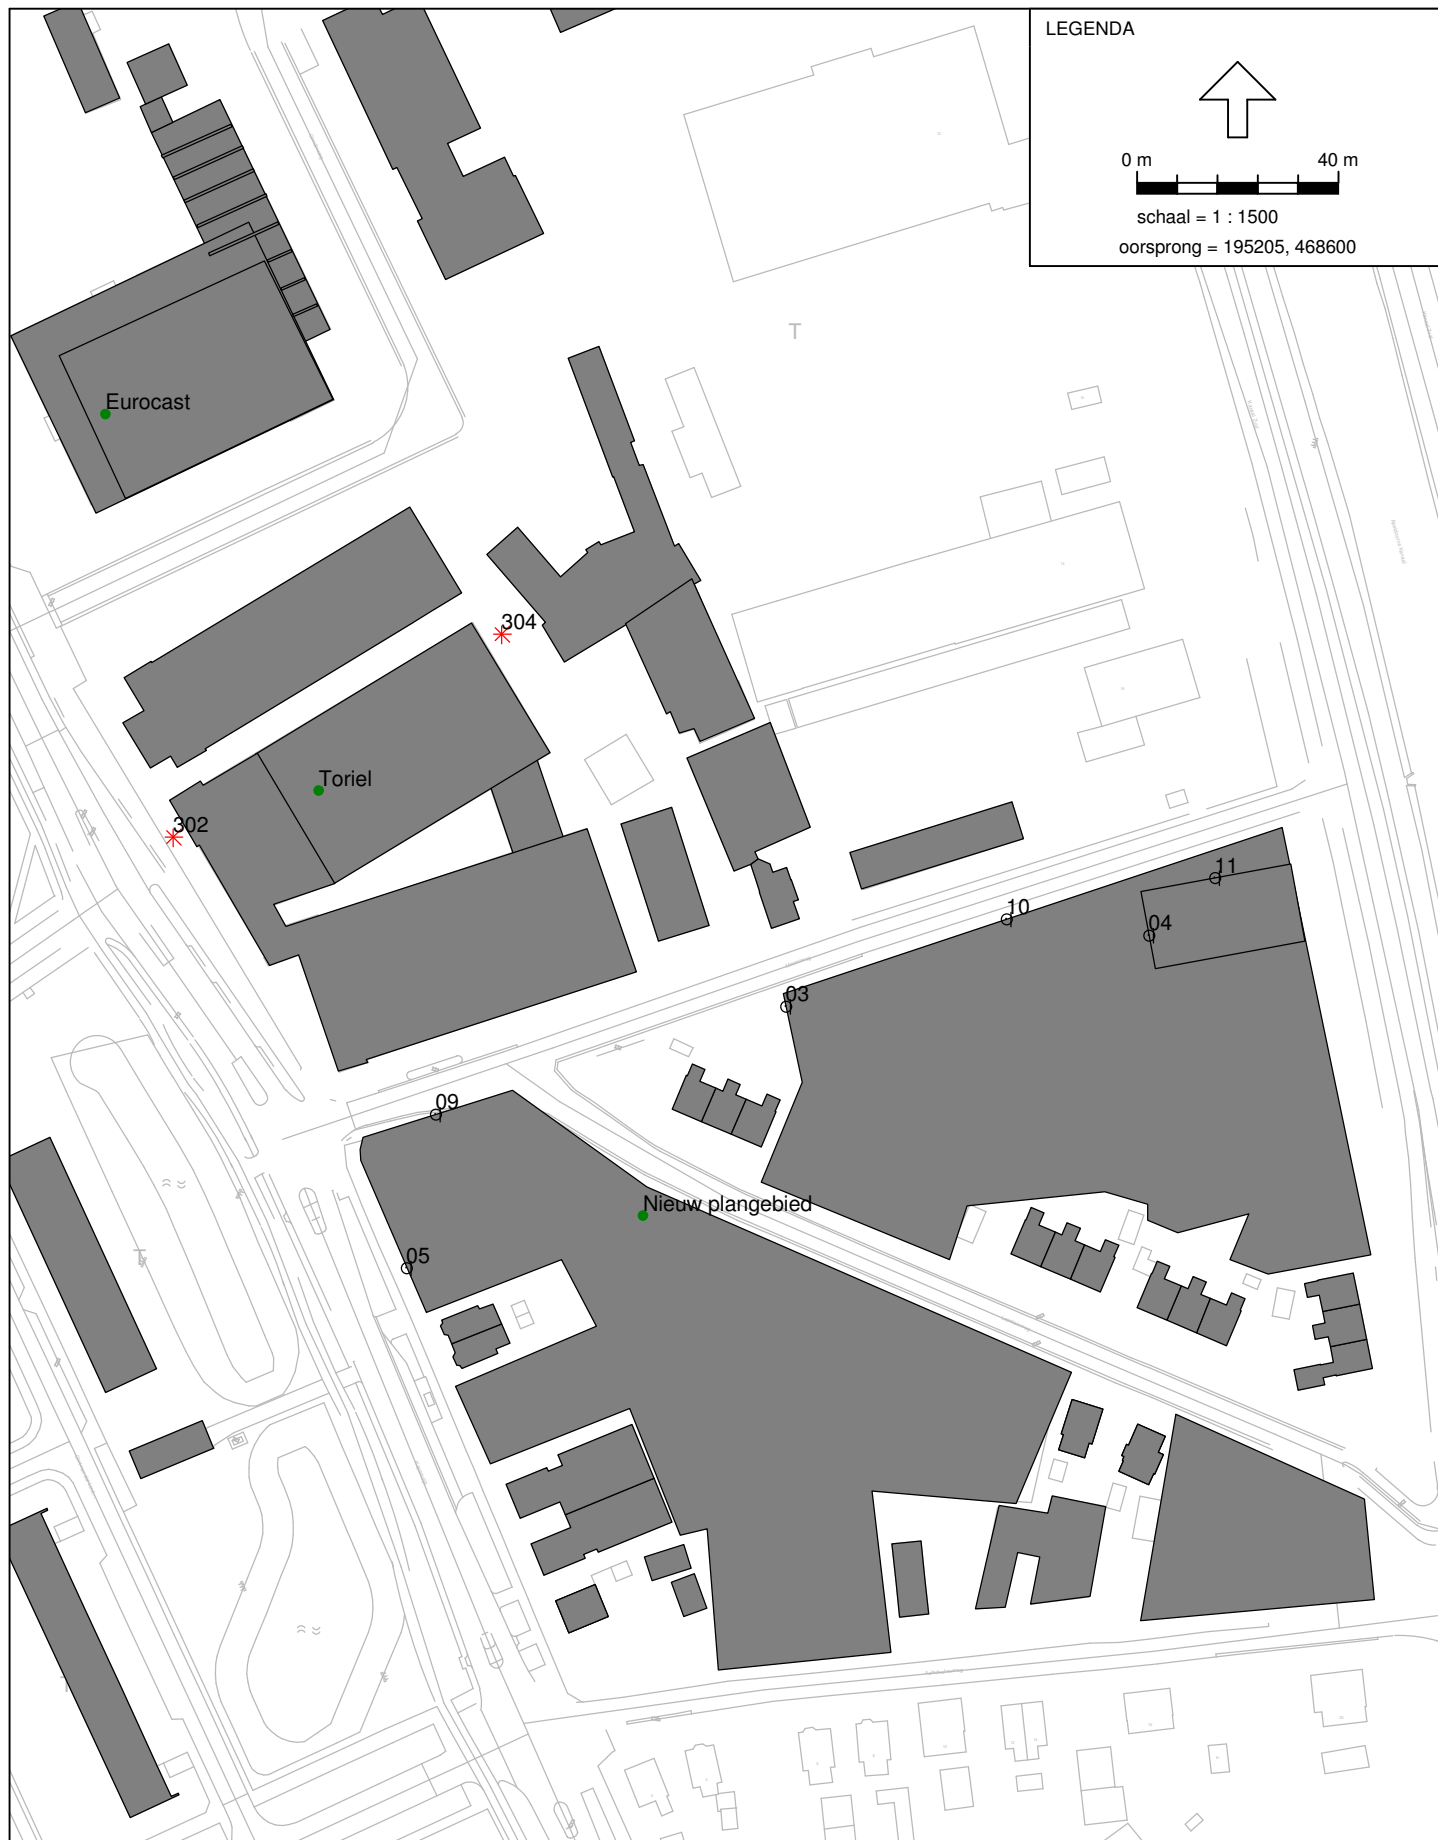 LEGENDA
0 m 40 m
schaal = 1 : 1500
oorsprong = 195205, 468600
T
Eurocast
304
Toriel
302
11
10
04
03
09
Nieuw plangebied
05
T
T